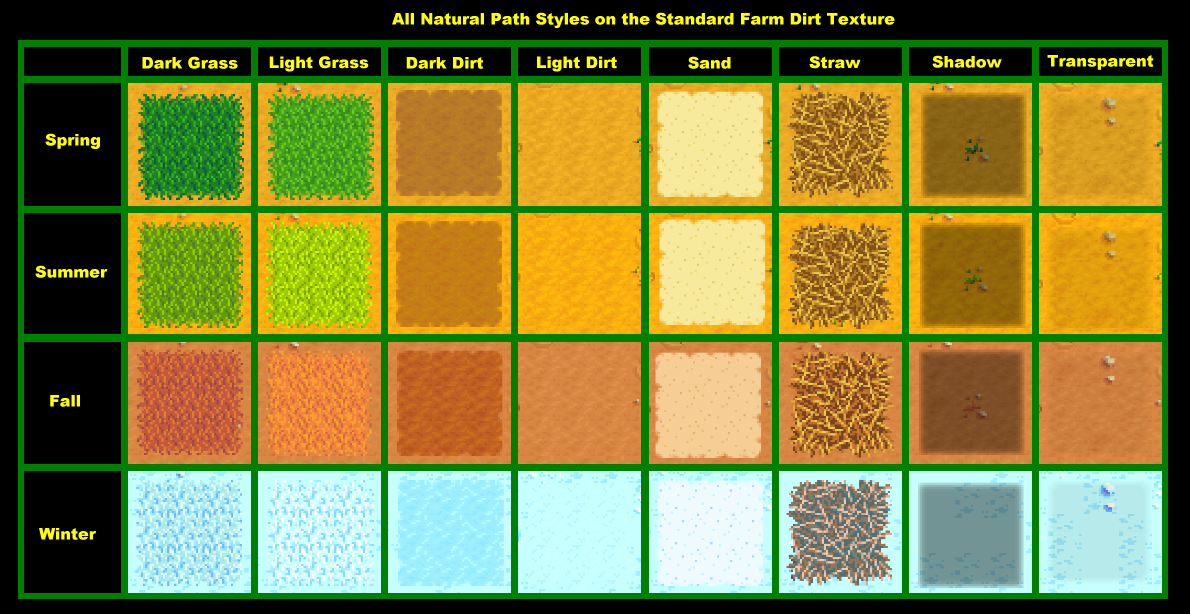 All Natural Path Styles on the Standard Farm Dirt Texture
Dark Grass Light Grass Dark Dirt Light Dirt Sand Straw Shadow Transparent
Spring
Summer
Fall
Winter